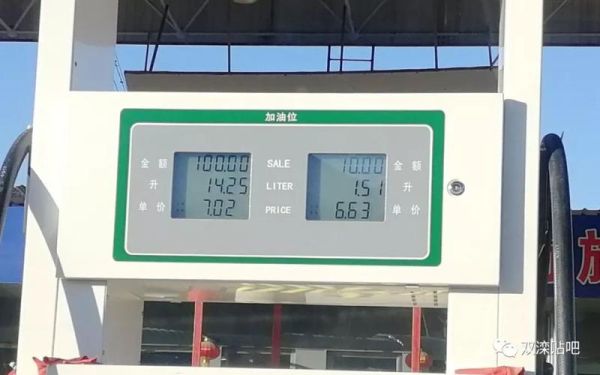 加油位
金额 100.00 SALE 10.00 金额
升 14.25 LITER 1.51 升
单价 7.02 PRICE 6.63 单价
放
双滦贴吧